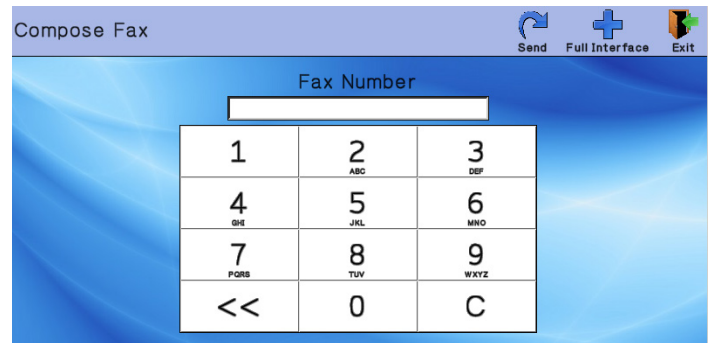 Compose Fax
Send Full Interface Exit
Fax Number
1 2 3
ABC DEF
4 5 6
GHI JKL MNO
7 8 9
PQRS TUV WXYZ
<< 0 C